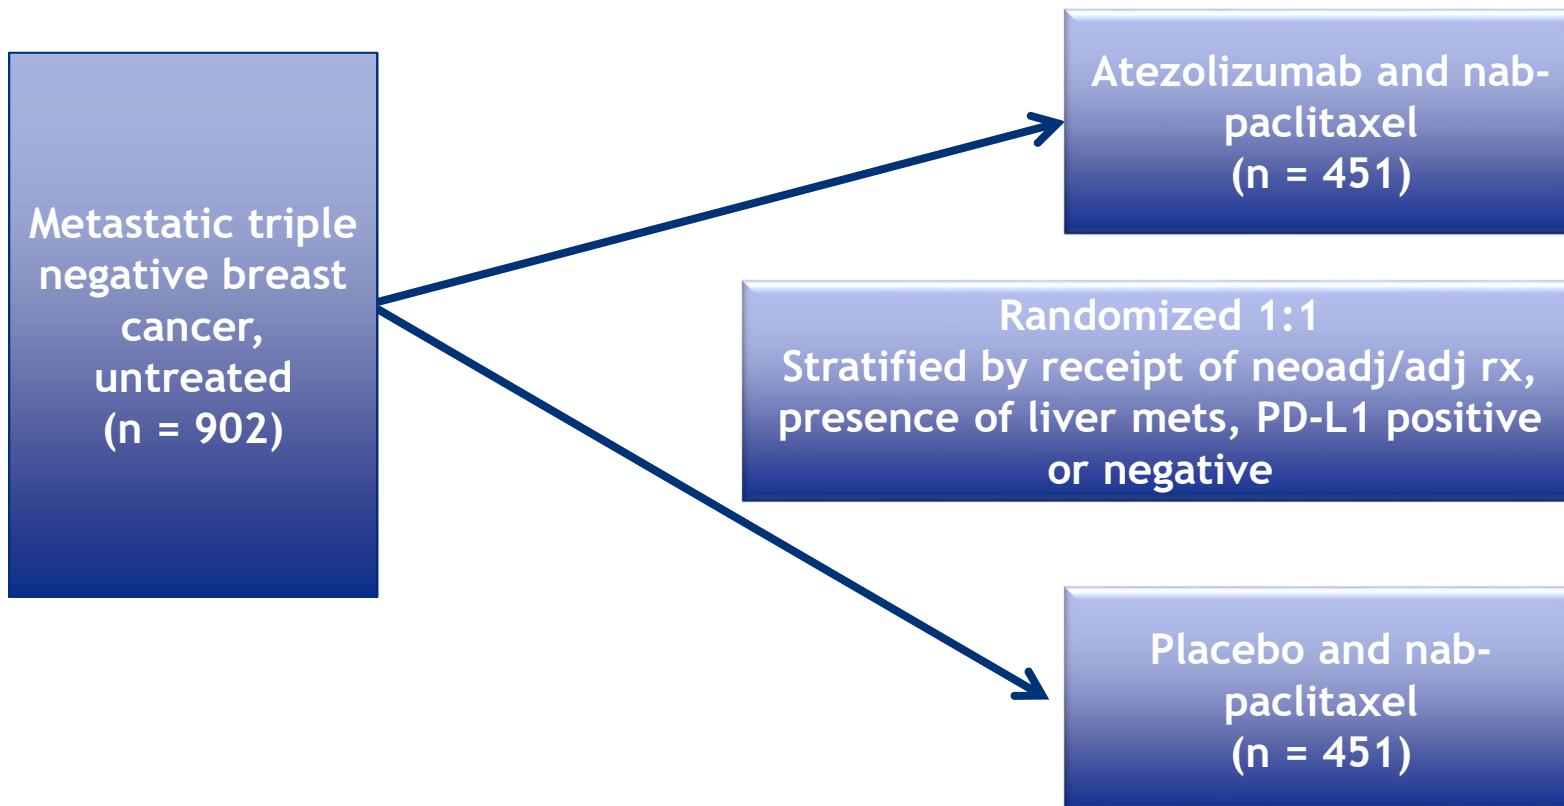 Metastatic triple
negative breast
cancer,
untreated
(n = 902)
Atezolizumab and nab-
paclitaxel
(n = 451)
Randomized 1:1
Stratified by receipt of neoadj/adj rx,
presence of liver mets, PD-L1 positive
or negative
Placebo and nab-
paclitaxel
(n = 451)